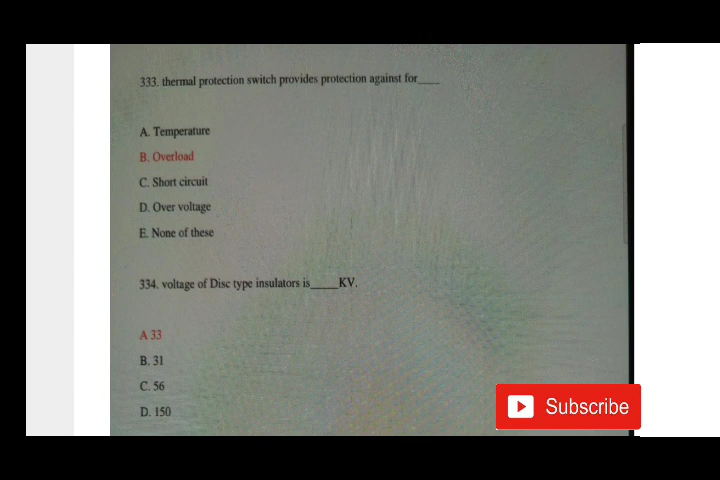 333. thermal protection switch provides protection against for____
A. Temperature
B. Overload
C. Short circuit
D. Over voltage
E. None of these
334. voltage of Disc type insulators is_____KV.
A 33
B. 31
C. 56
D. 150
Subscribe